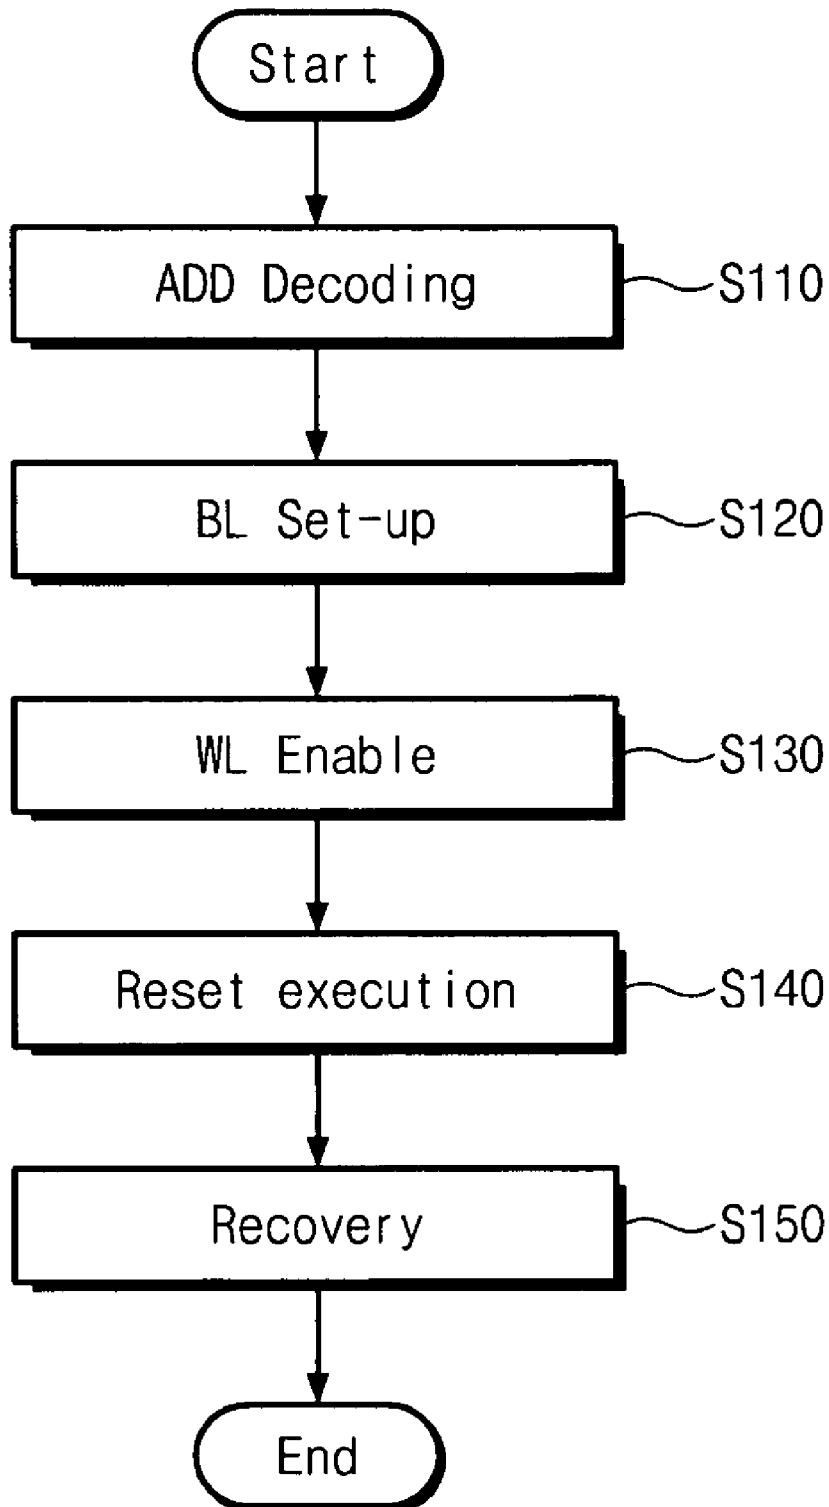 Start
ADD Decoding
S110
BL Set-up
S120
WL Enable
S130
Reset execution
S140
Recovery
S150
End